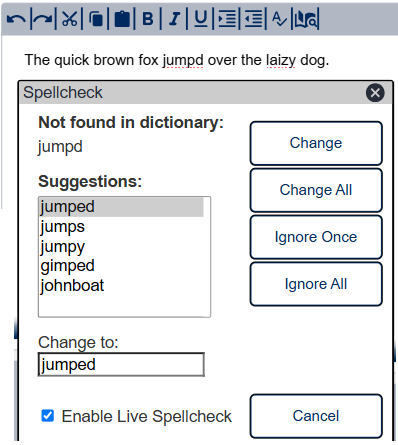 B I U
The quick brown fox jumpd over the laizy dog.
Spellcheck
Not found in dictionary:
jumpd
Change
Suggestions:
Change All
jumped
jumps
jumpy
gimped
johnboat
Ignore Once
Ignore All
Change to:
jumped
Enable Live Spellcheck
Cancel